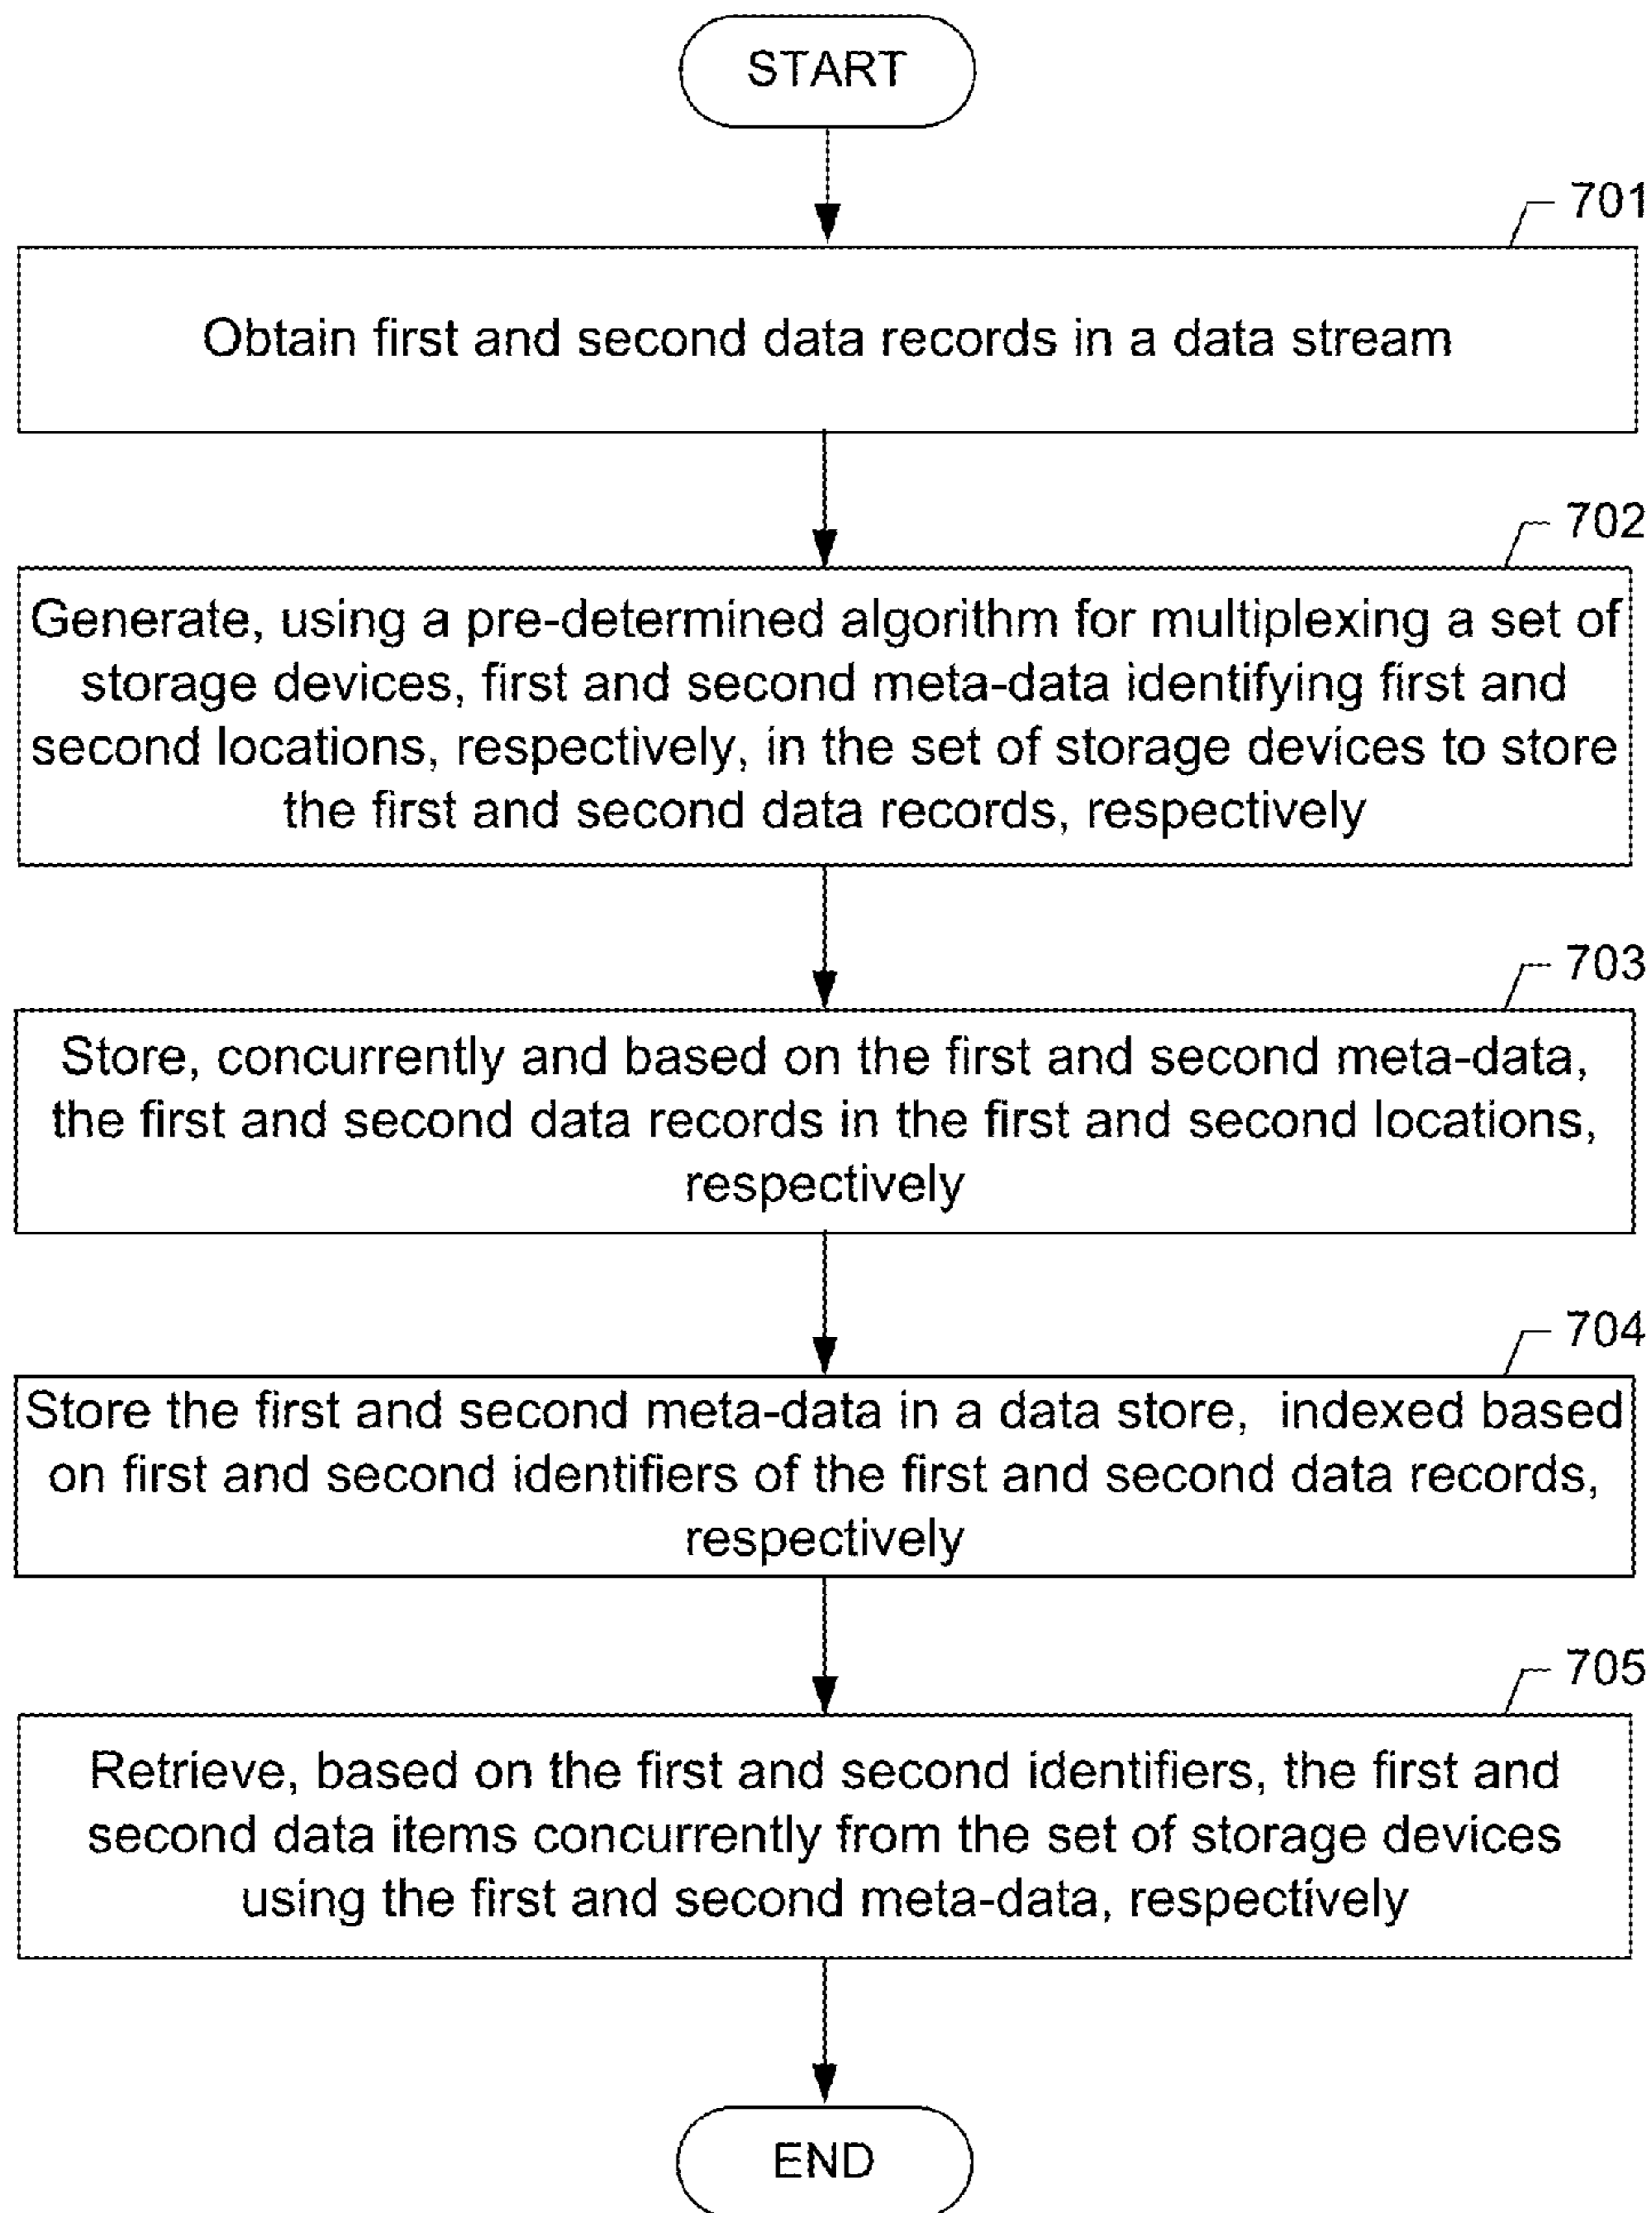 START
701
Obtain first and second data records in a data stream
702
Generate, using a pre-determined algorithm for multiplexing a set of
storage devices, first and second meta-data identifying first and
second locations, respectively, in the set of storage devices to store
the first and second data records, respectively
703
Store, concurrently and based on the first and second meta-data,
the first and second data records in the first and second locations,
respectively
704
Store the first and second meta-data in a data store, indexed based
on first and second identifiers of the first and second data records,
respectively
705
Retrieve, based on the first and second identifiers, the first and
second data items concurrently from the set of storage devices
using the first and second meta-data, respectively
END